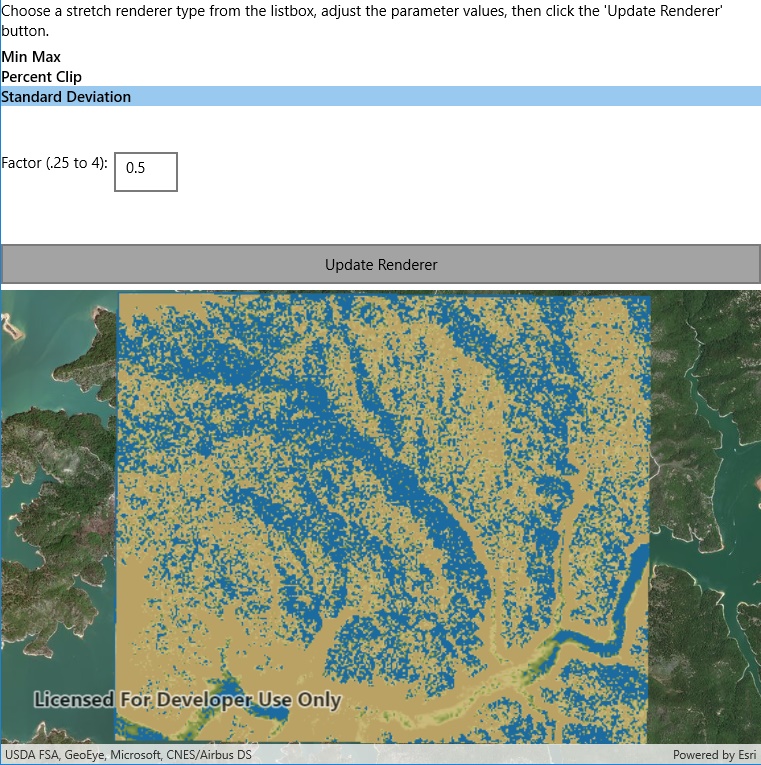 Choose a stretch renderer type from the listbox, adjust the parameter values, then click the 'Update Renderer'
button.
Min Max
Percent Clip
Standard Deviation
Factor (.25 to 4): 0.5
Update Renderer
Licensed For Developer Use Only
USDA FSA, GeoEye, Microsoft, CNES/Airbus DS Powered by Esri